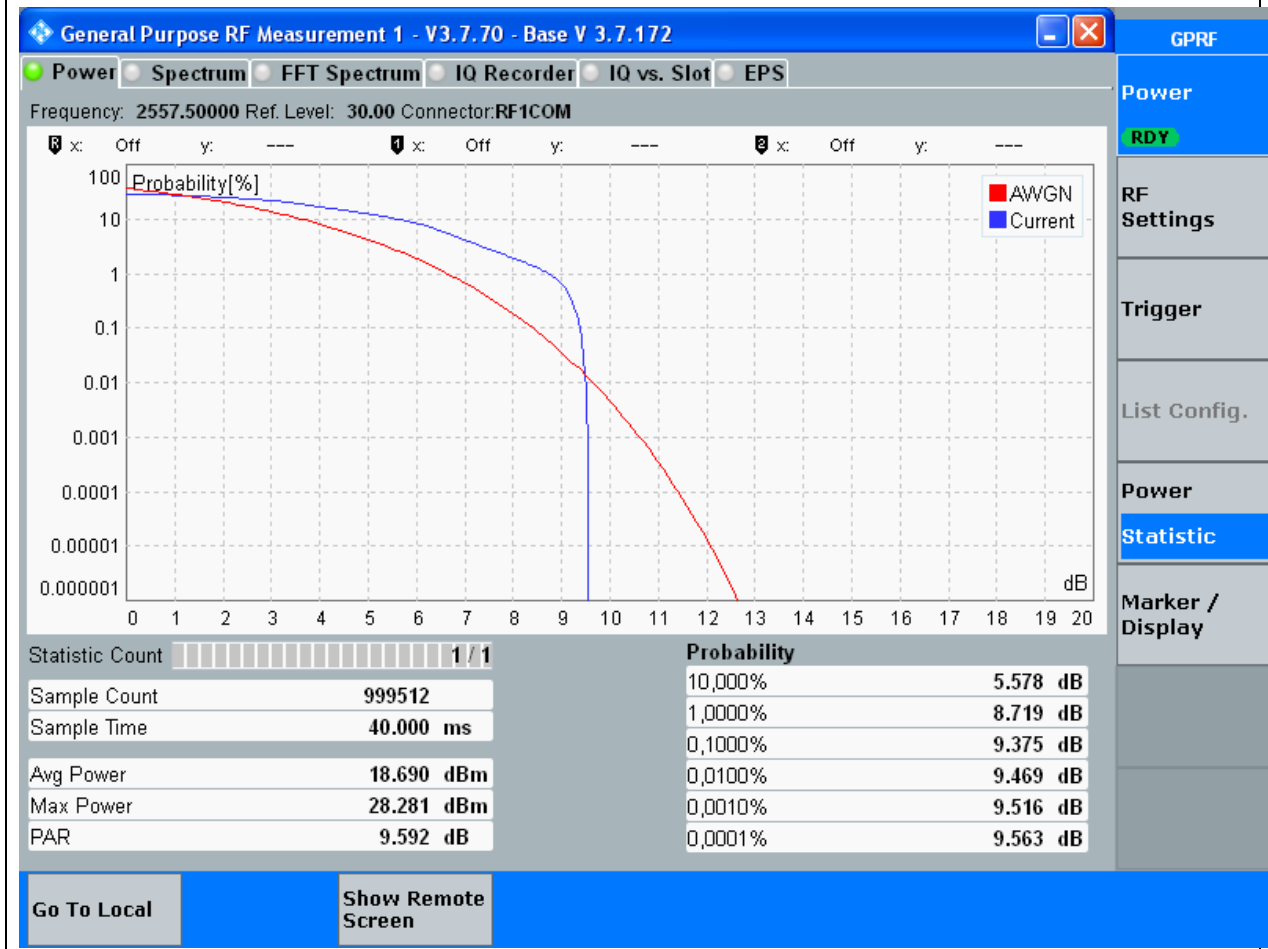 General Purpose RF Measurement 1 - V3.7.70 - Base V 3.7.172
GPRF
Power Spectrum FFT Spectrum IQ Recorder IQ vs. Slot EPS
Frequency: 2557.50000 Ref. Level: 30.00 Connector:RF1COM
R x: Off y: --- 1 x: Off y: --- 2 x: Off y: ---
Probability[%]
AWGN
Current
100
10
1
0.1
0.01
0.001
0.0001
0.00001
0.000001
dB
0 1 2 3 4 5 6 7 8 9 10 11 12 13 14 15 16 17 18 19 20
Statistic Count 1 / 1
Sample Count 999512
Sample Time 40.000 ms
Avg Power 18.690 dBm
Max Power 28.281 dBm
PAR 9.592 dB
Probability
10,000% 5.578 dB
1,0000% 8.719 dB
0,1000% 9.375 dB
0,0100% 9.469 dB
0,0010% 9.516 dB
0,0001% 9.563 dB
Power
RDY
RF
Settings
Trigger
List Config.
Power
Statistic
Marker /
Display
Go To Local
Show Remote
Screen